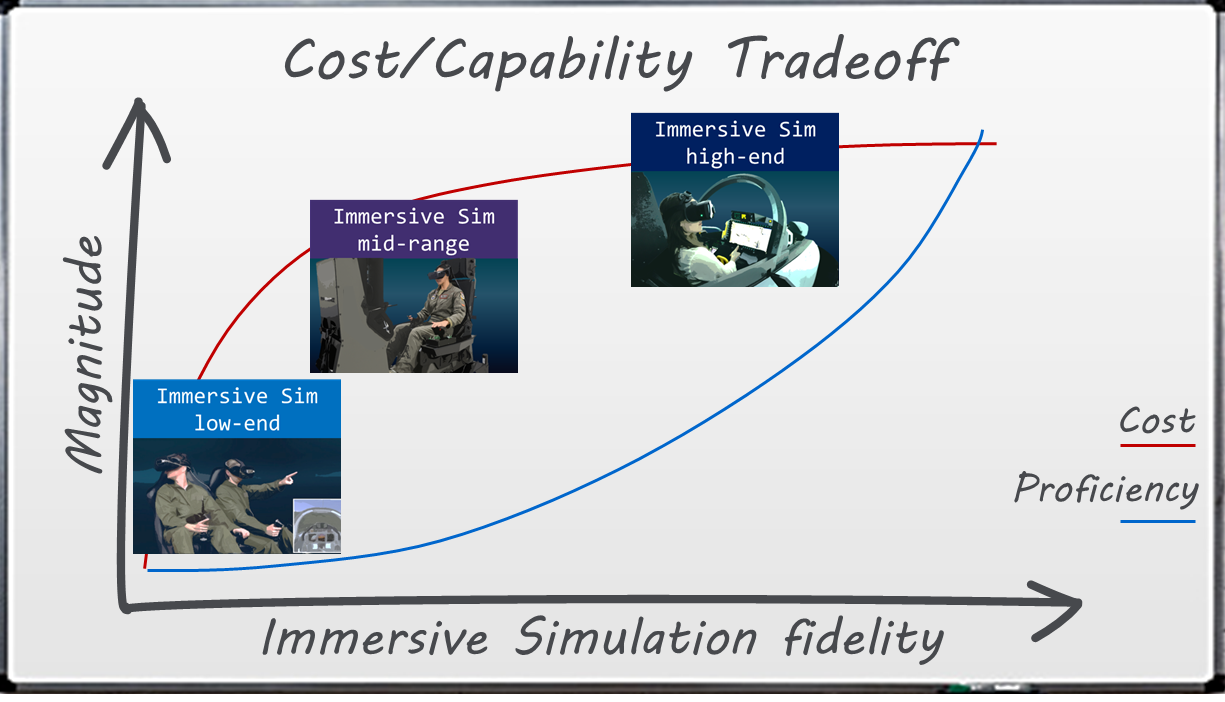 Cost/Capability Tradeoff
Immersive Sim
high-end
Immersive Sim
mid-range
Magnitude
Immersive Sim
low-end
Cost
Proficiency
Immersive Simulation fidelity